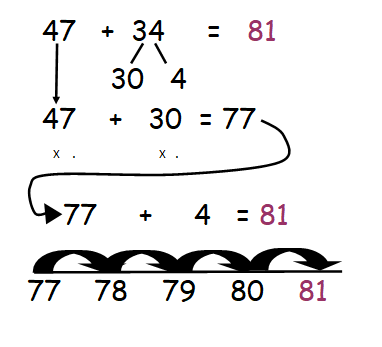 47 + 34 = 81
30 4
47 + 30 = 77
x . x .
77 + 4 = 81
77 78 79 80 81